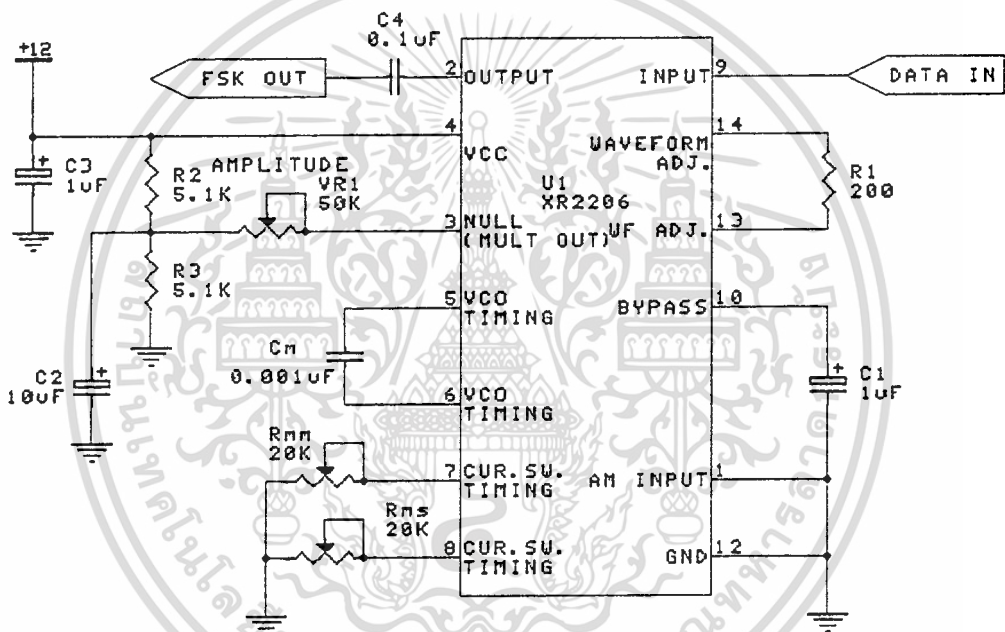 C4
0.1uF
+12
FSK OUT
2
OUTPUT
INPUT
9
DATA IN
4
VCC
14
WAVEFORM
ADJ.
C3
1uF
R2
5.1K
AMPLITUDE
VR1
50K
U1
XR2206
R1
200
3
NULL
(MULT OUT)
WF ADJ.
13
R3
5.1K
5
VCO
TIMING
BYPASS
10
Cm
0.001uF
C2
10uF
6
VCO
TIMING
C1
1uF
Rmm
20K
7
CUR.SW.
TIMING
AM INPUT
1
Rms
20K
8
CUR.SW.
TIMING
GND
12